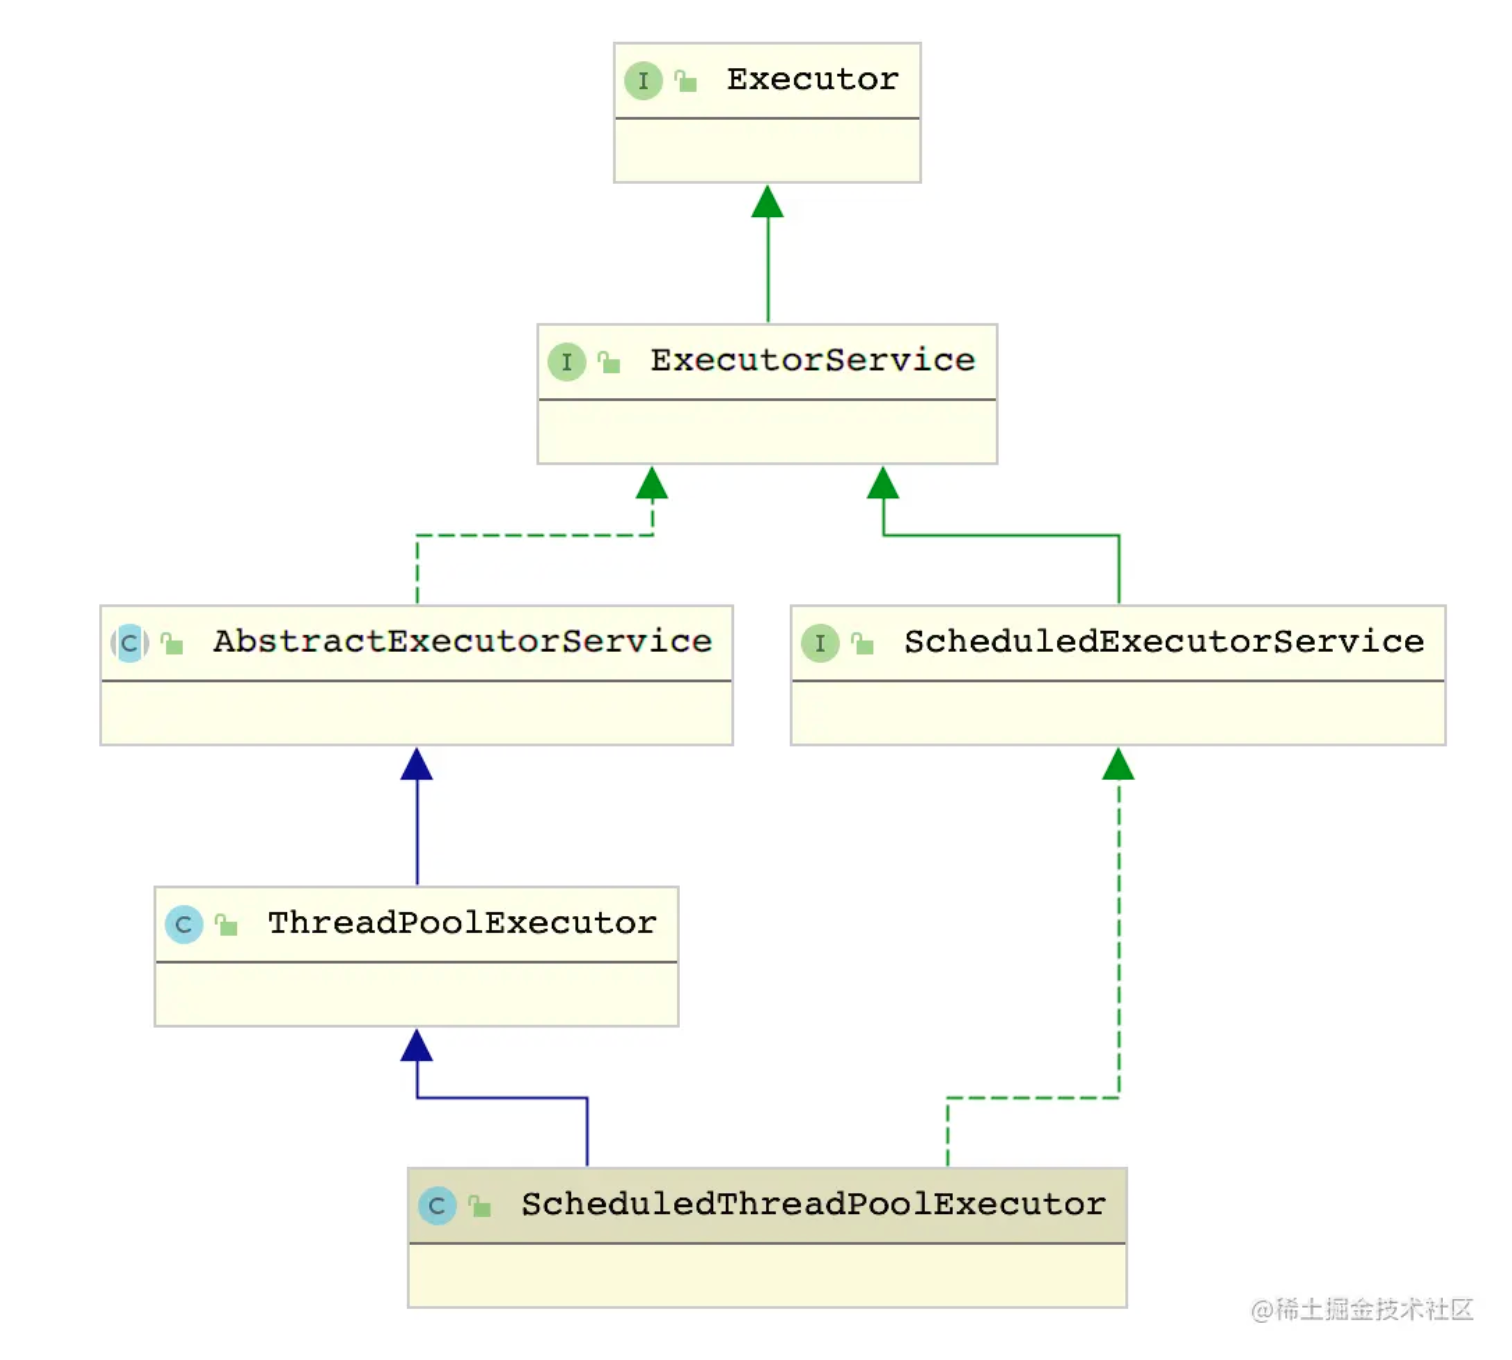 I Executor
I ExecutorService
C AbstractExecutorService
I ScheduledExecutorService
C ThreadPoolExecutor
C ScheduledThreadPoolExecutor
@稀土掘金技术社区